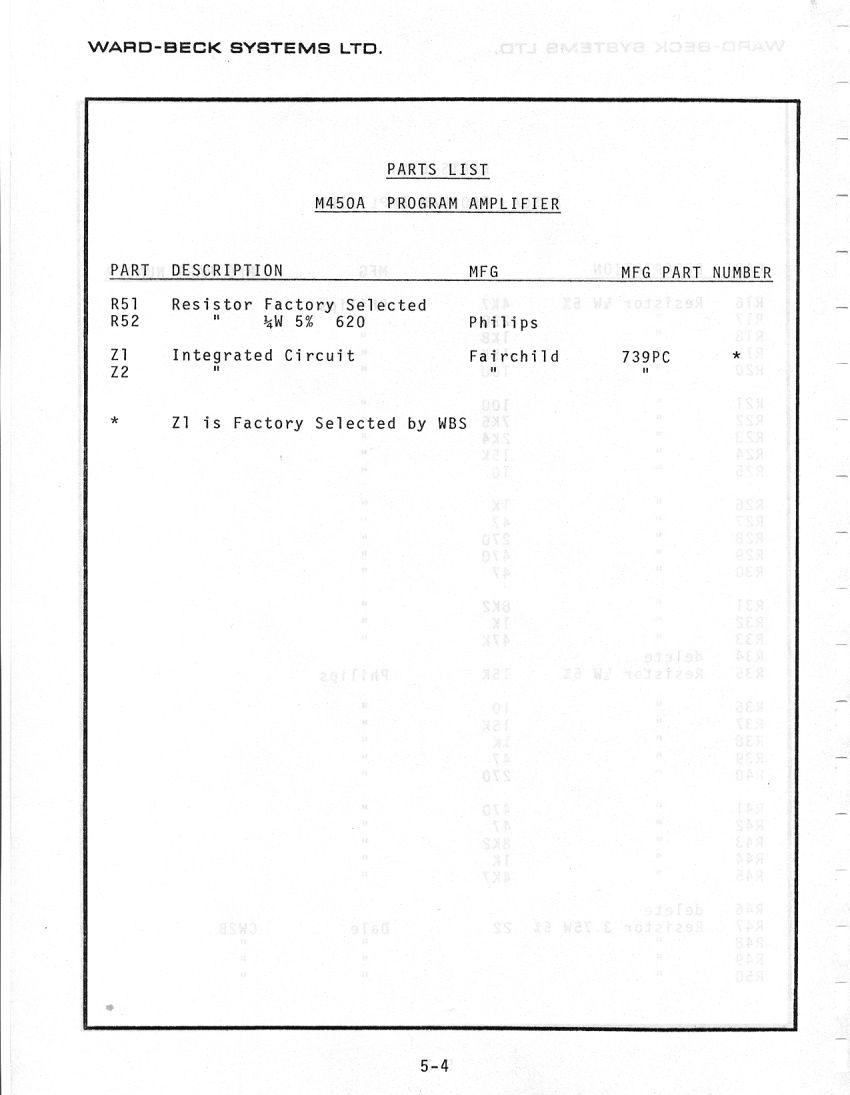 WARD-BECK SYSTEMS LTD.
PARTS LIST
M450A PROGRAM AMPLIFIER
PART DESCRIPTION MFG MFG PART NUMBER
R51 Resistor Factory Selected
R52 " ¼W 5% 620 Philips
Z1 Integrated Circuit Fairchild 739PC *
Z2 " " "
* Z1 is Factory Selected by WBS
5-4